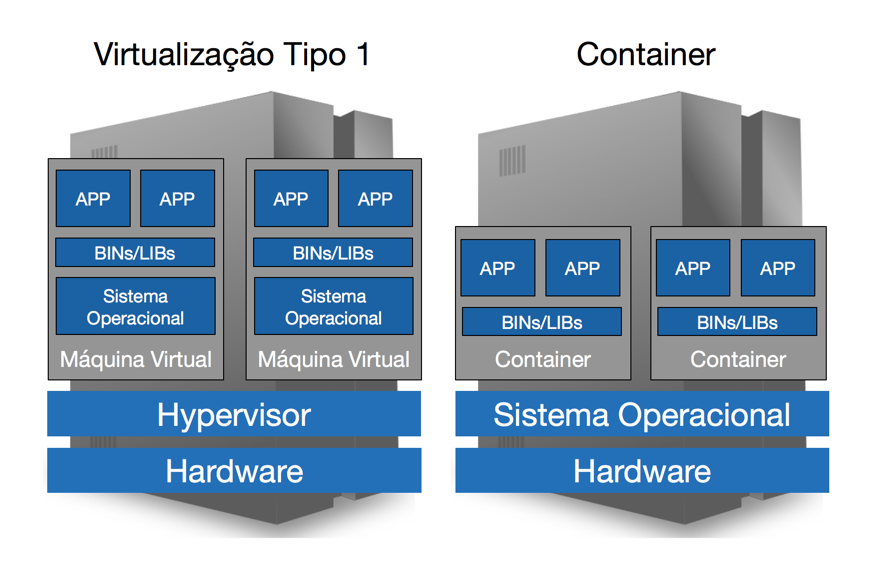 Virtualização Tipo 1
APP
APP
BINs/LIBs
Sistema
Operacional
Máquina Virtual
APP
APP
BINs/LIBs
Sistema
Operacional
Máquina Virtual
Hypervisor
Hardware
Container
APP
APP
BINs/LIBs
Container
APP
APP
BINs/LIBs
Container
Sistema Operacional
Hardware